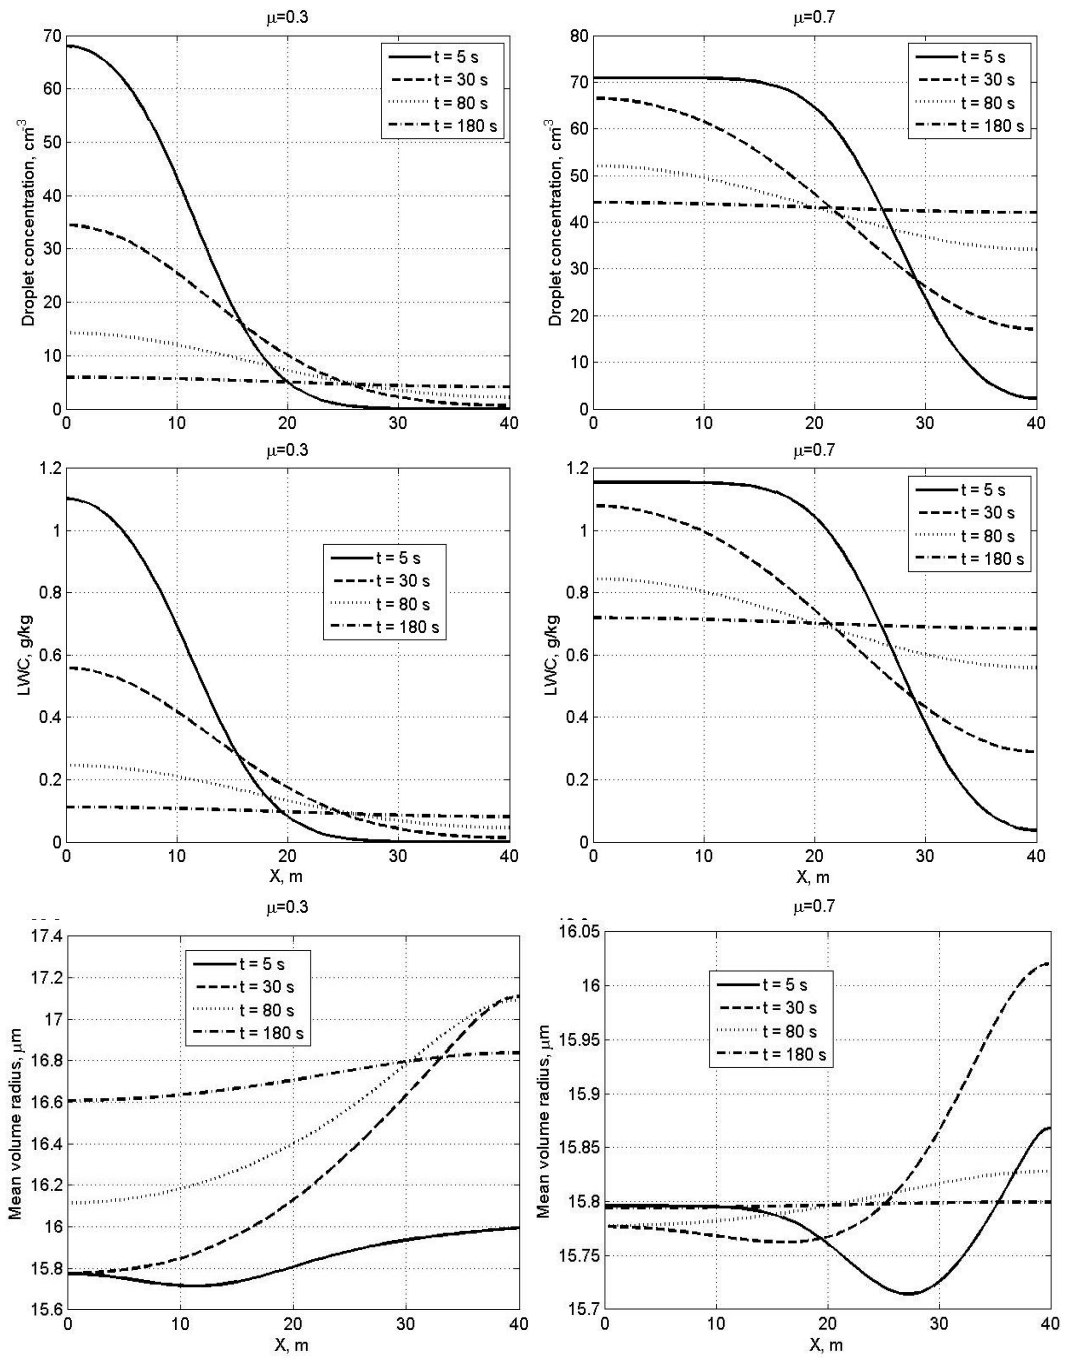 μ=0.3
70
60
50
40
30
20
10
0
0 10 20 30 40
Droplet concentration, cm-3
t = 5 s
t = 30 s
t = 80 s
t = 180 s
μ=0.7
80
70
60
50
40
30
20
10
0
0 10 20 30 40
Droplet concentration, cm-3
t = 5 s
t = 30 s
t = 80 s
t = 180 s
μ=0.3
1.2
1
0.8
0.6
0.4
0.2
0
0 10 20 30 40
LWC, g/kg
X, m
t = 5 s
t = 30 s
t = 80 s
t = 180 s
μ=0.7
1.2
1
0.8
0.6
0.4
0.2
0
0 10 20 30 40
LWC, g/kg
X, m
t = 5 s
t = 30 s
t = 80 s
t = 180 s
μ=0.3
17.4
17.2
17
16.8
16.6
16.4
16.2
16
15.8
15.6
0 10 20 30 40
Mean volume radius, μm
X, m
t = 5 s
t = 30 s
t = 80 s
t = 180 s
μ=0.7
16.05
16
15.95
15.9
15.85
15.8
15.75
15.7
0 10 20 30 40
Mean volume radius, μm
X, m
t = 5 s
t = 30 s
t = 80 s
t = 180 s